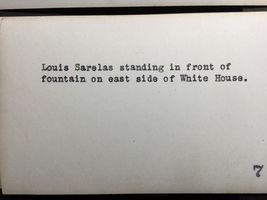 Louis Sarelas standing in front of
fountain on east side of White House.
7